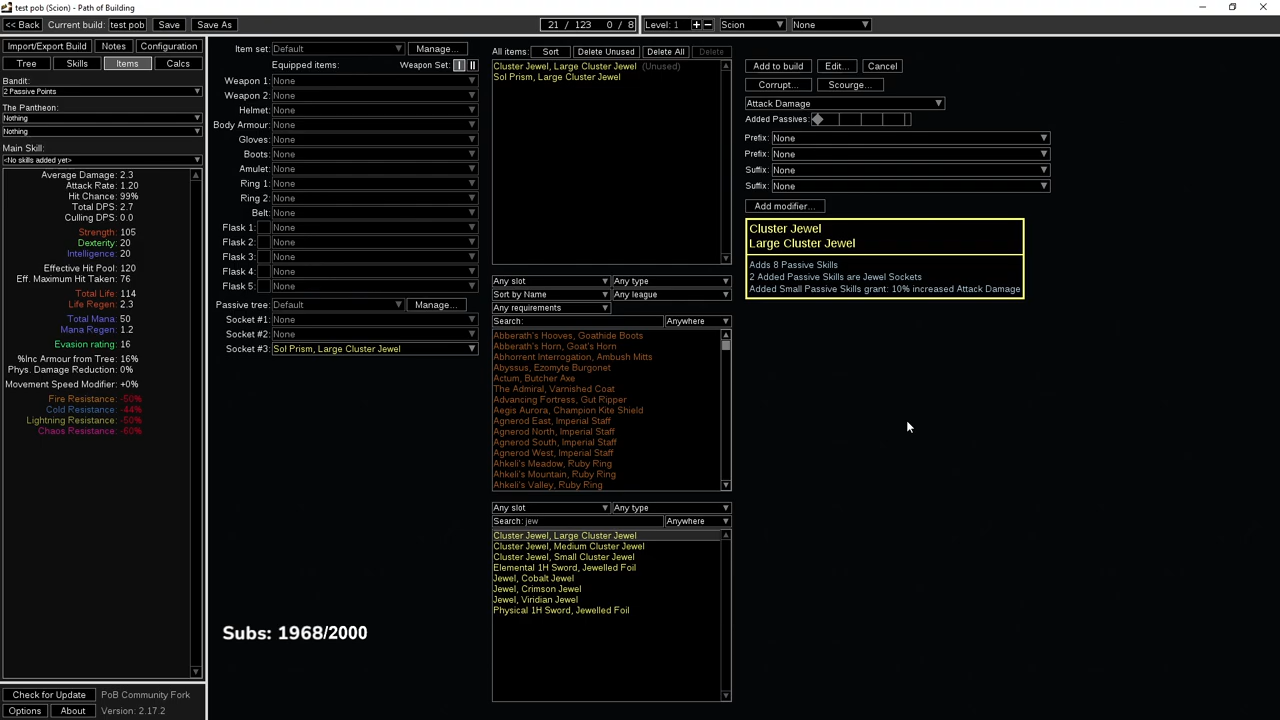 test pob (Scion) - Path of Building
<< Back Current build: test pob Save Save As 21 / 123 0 / 8 Level: 1 + − Scion None
Import/Export Build Notes Configuration
Tree Skills Items Calcs
Bandit:
2 Passive Points
The Pantheon:
Nothing
Nothing
Main Skill:
<No skills added yet>
Average Damage: 2.3
Attack Rate: 1.20
Hit Chance: 99%
Total DPS: 2.7
Culling DPS: 0.0
Strength: 105
Dexterity: 20
Intelligence: 20
Effective Hit Pool: 120
Eff. Maximum Hit Taken: 76
Total Life: 114
Life Regen: 2.3
Total Mana: 50
Mana Regen: 1.2
Evasion rating: 16
%Inc Armour from Tree: 16%
Phys. Damage Reduction: 0%
Movement Speed Modifier: +0%
Fire Resistance: -50%
Cold Resistance: -44%
Lightning Resistance: -50%
Chaos Resistance: -60%
Check for Update PoB Community Fork
Options About Version: 2.17.2
Item set: Default Manage...
Equipped items: Weapon Set: I II
Weapon 1: None
Weapon 2: None
Helmet: None
Body Armour: None
Gloves: None
Boots: None
Amulet: None
Ring 1: None
Ring 2: None
Belt: None
Flask 1: None
Flask 2: None
Flask 3: None
Flask 4: None
Flask 5: None
Passive tree: Default Manage...
Socket #1: None
Socket #2: None
Socket #3: Sol Prism, Large Cluster Jewel
Subs: 1968/2000
All items: Sort Delete Unused Delete All Delete
Cluster Jewel, Large Cluster Jewel (Unused)
Sol Prism, Large Cluster Jewel
Any slot Any type
Sort by Name Any league
Any requirements
Search: Anywhere
Abberath's Hooves, Goathide Boots
Abberath's Horn, Goat's Horn
Abhorrent Interrogation, Ambush Mitts
Abyssus, Ezomyte Burgonet
Actum, Butcher Axe
The Admiral, Varnished Coat
Advancing Fortress, Gut Ripper
Aegis Aurora, Champion Kite Shield
Agnerod East, Imperial Staff
Agnerod North, Imperial Staff
Agnerod South, Imperial Staff
Agnerod West, Imperial Staff
Ahkeli's Meadow, Ruby Ring
Ahkeli's Mountain, Ruby Ring
Ahkeli's Valley, Ruby Ring
Any slot Any type
Search: jew Anywhere
Cluster Jewel, Large Cluster Jewel
Cluster Jewel, Medium Cluster Jewel
Cluster Jewel, Small Cluster Jewel
Elemental 1H Sword, Jewelled Foil
Jewel, Cobalt Jewel
Jewel, Crimson Jewel
Jewel, Viridian Jewel
Physical 1H Sword, Jewelled Foil
Add to build Edit... Cancel
Corrupt... Scourge...
Attack Damage
Added Passives:
Prefix: None
Prefix: None
Suffix: None
Suffix: None
Add modifier...
Cluster Jewel
Large Cluster Jewel
Adds 8 Passive Skills
2 Added Passive Skills are Jewel Sockets
Added Small Passive Skills grant: 10% increased Attack Damage